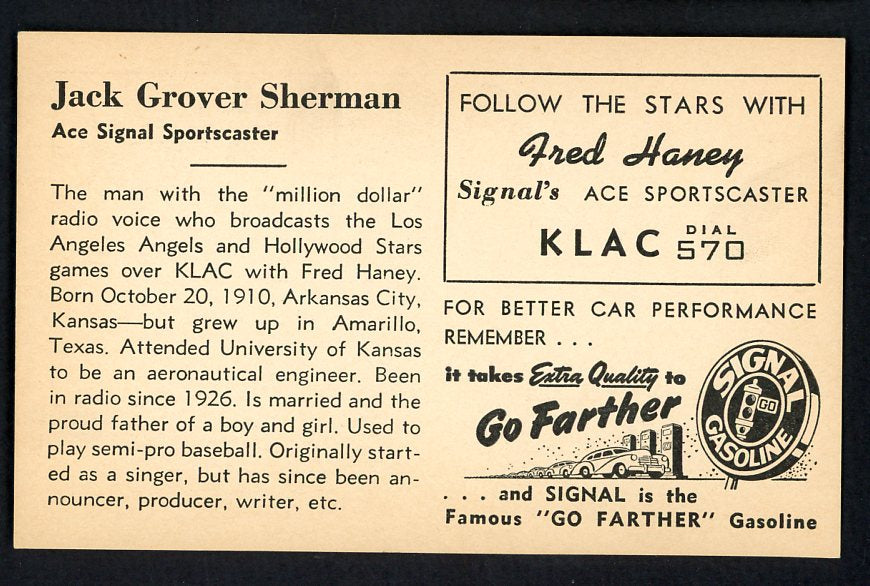 Jack Grover Sherman
Ace Signal Sportscaster
The man with the "million dollar"
radio voice who broadcasts the Los
Angeles Angels and Hollywood Stars
games over KLAC with Fred Haney.
Born October 20, 1910, Arkansas City,
Kansas—but grew up in Amarillo,
Texas. Attended University of Kansas
to be an aeronautical engineer. Been
in radio since 1926. Is married and the
proud father of a boy and girl. Used to
play semi-pro baseball. Originally start-
ed as a singer, but has since been an-
nouncer, producer, writer, etc.
FOLLOW THE STARS WITH
Fred Haney
Signal's ACE SPORTSCASTER
KLAC DIAL 570
FOR BETTER CAR PERFORMANCE
REMEMBER . . .
it takes Extra Quality to
Go Farther
SIGNAL
GO
GASOLINE
. . . and SIGNAL is the
Famous "GO FARTHER" Gasoline